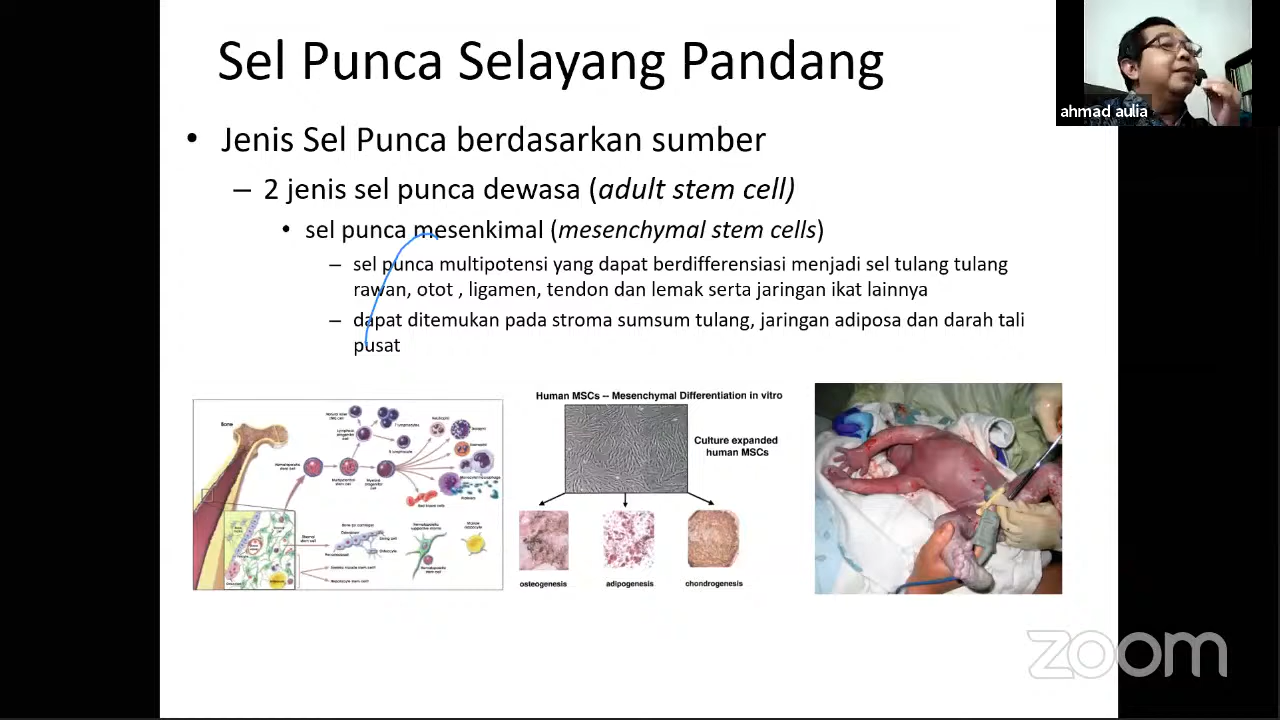 Sel Punca Selayang Pandang
ahmad aulia
• Jenis Sel Punca berdasarkan sumber
– 2 jenis sel punca dewasa (adult stem cell)
• sel punca mesenkimal (mesenchymal stem cells)
– sel punca multipotensi yang dapat berdifferensiasi menjadi sel tulang tulang
rawan, otot , ligamen, tendon dan lemak serta jaringan ikat lainnya
– dapat ditemukan pada stroma sumsum tulang, jaringan adiposa dan darah tali
pusat
Bone
Human MSCs -- Mesenchymal Differentiation in vitro
Culture expanded
human MSCs
osteogenesis
adipogenesis
chondrogenesis
zoom